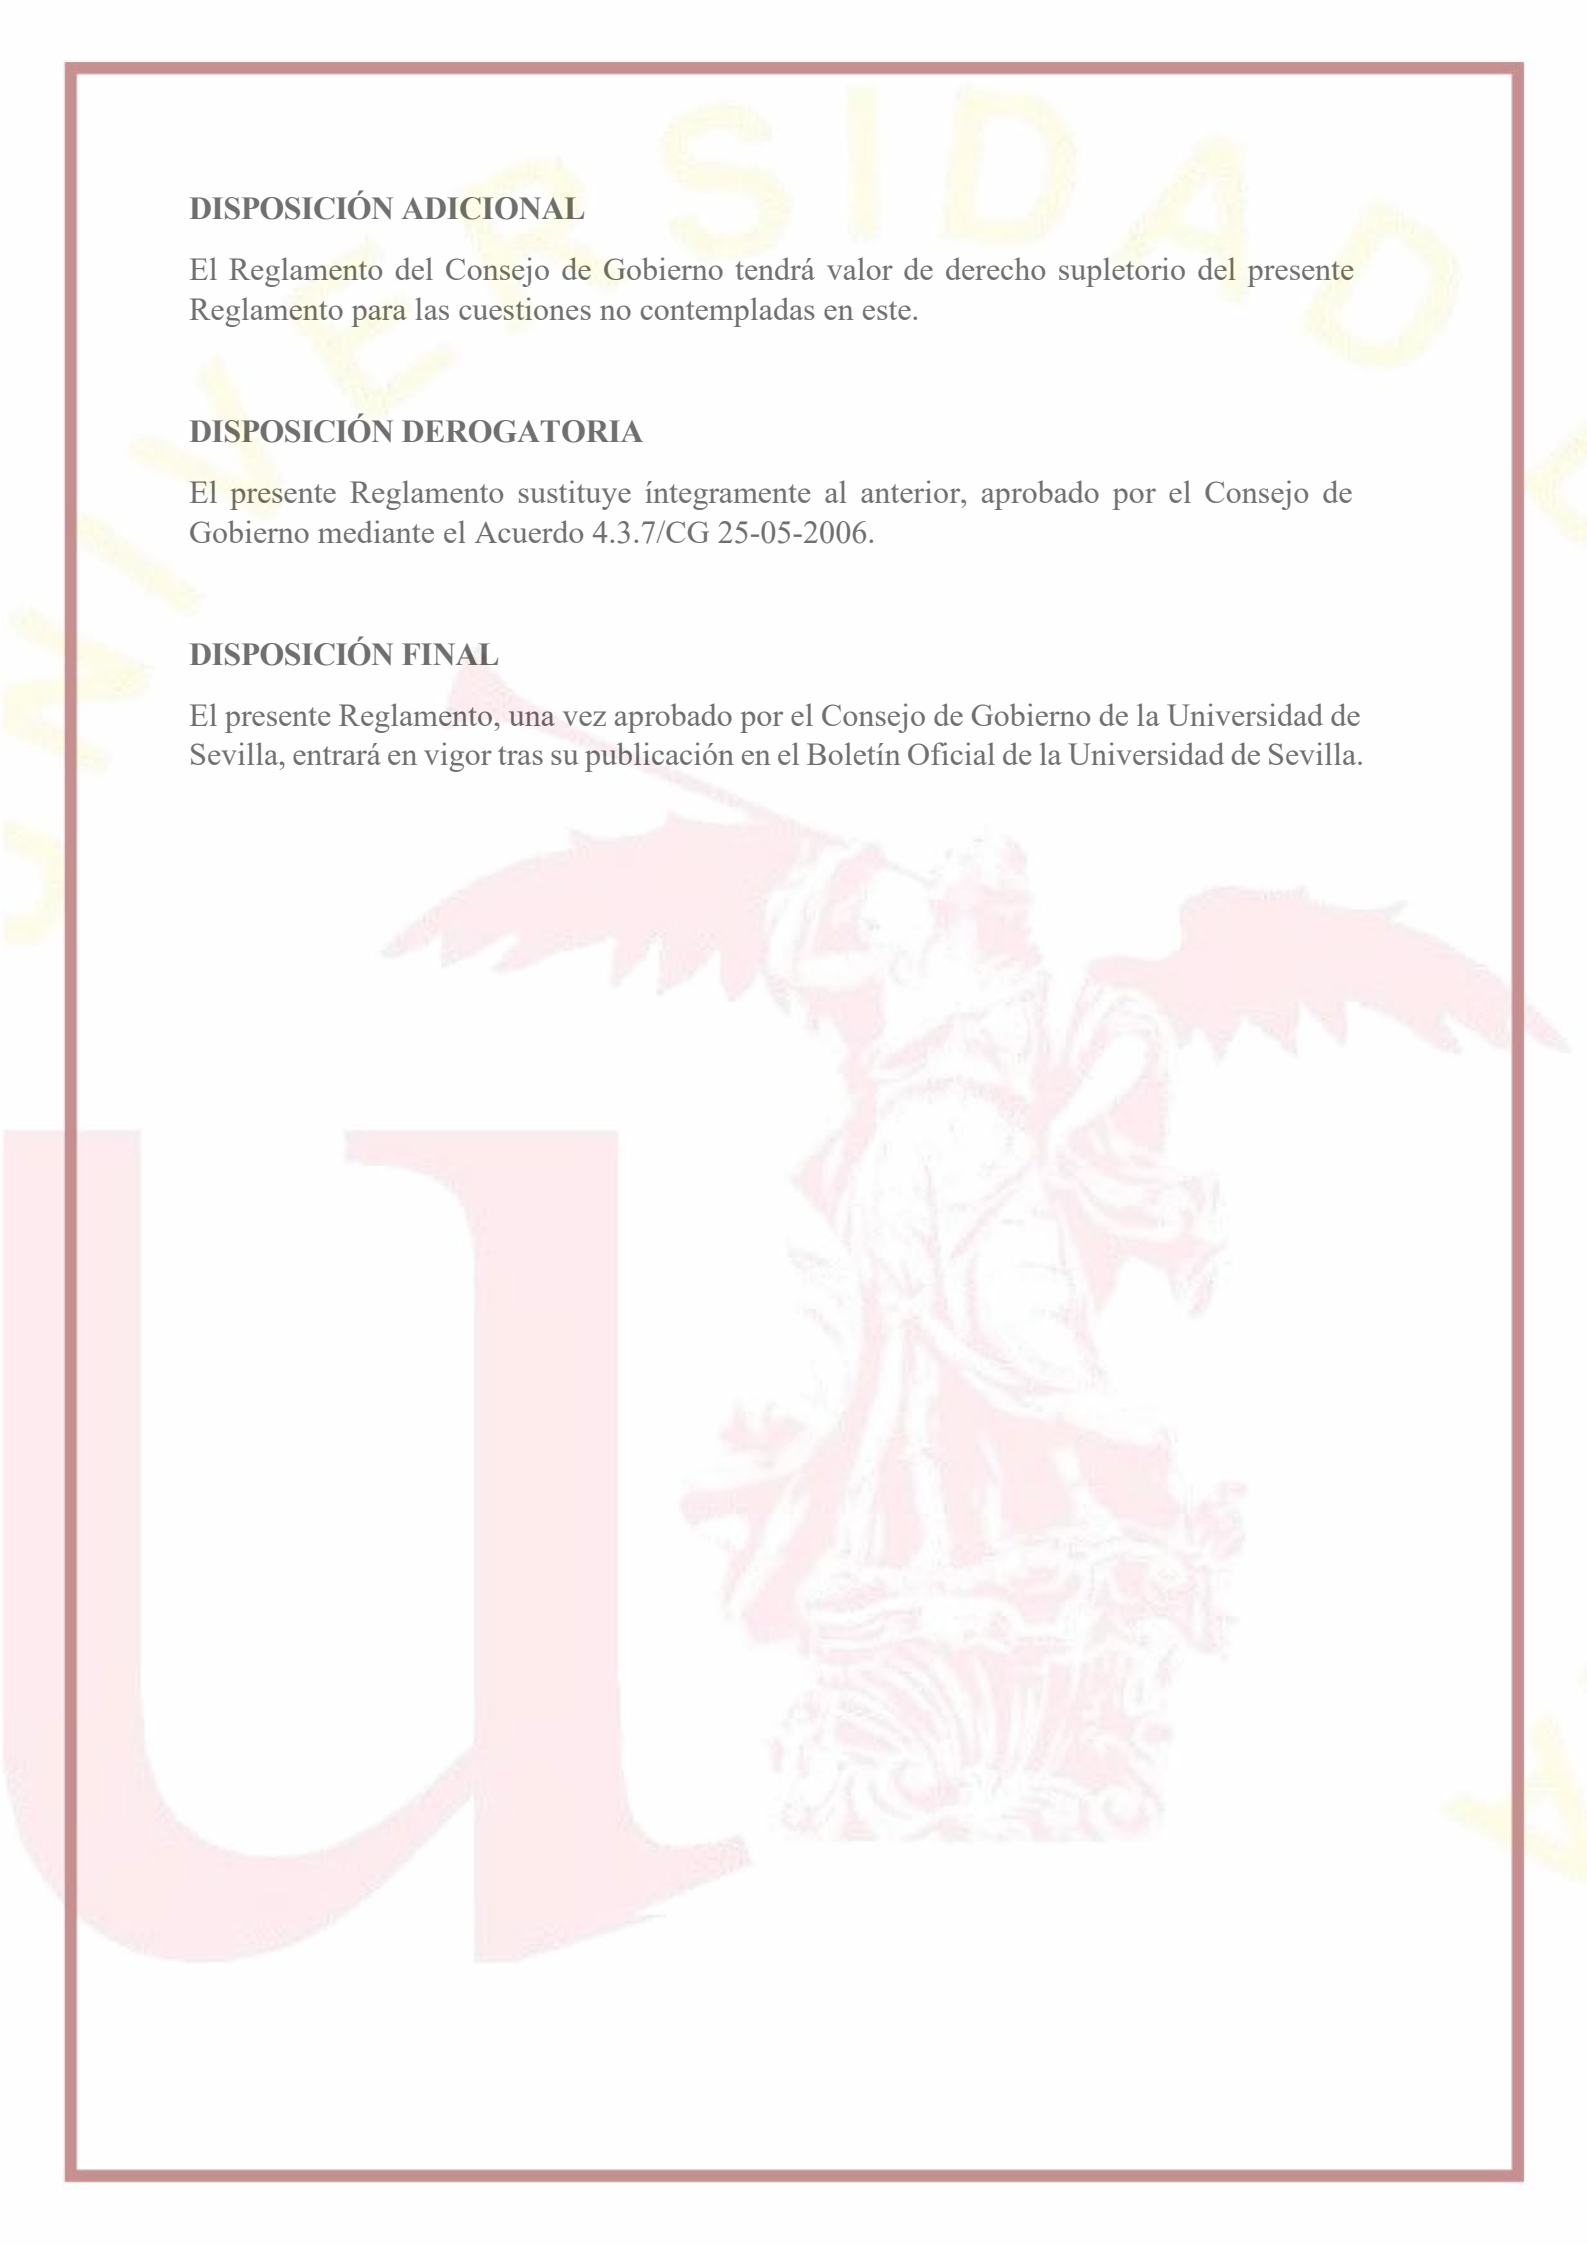 DISPOSICIÓN ADICIONAL
El Reglamento del Consejo de Gobierno tendrá valor de derecho supletorio del presente
Reglamento para las cuestiones no contempladas en este.
DISPOSICIÓN DEROGATORIA
El presente Reglamento sustituye íntegramente al anterior, aprobado por el Consejo de
Gobierno mediante el Acuerdo 4.3.7/CG 25-05-2006.
DISPOSICIÓN FINAL
El presente Reglamento, una vez aprobado por el Consejo de Gobierno de la Universidad de
Sevilla, entrará en vigor tras su publicación en el Boletín Oficial de la Universidad de Sevilla.
UNIVERSIDAD
u